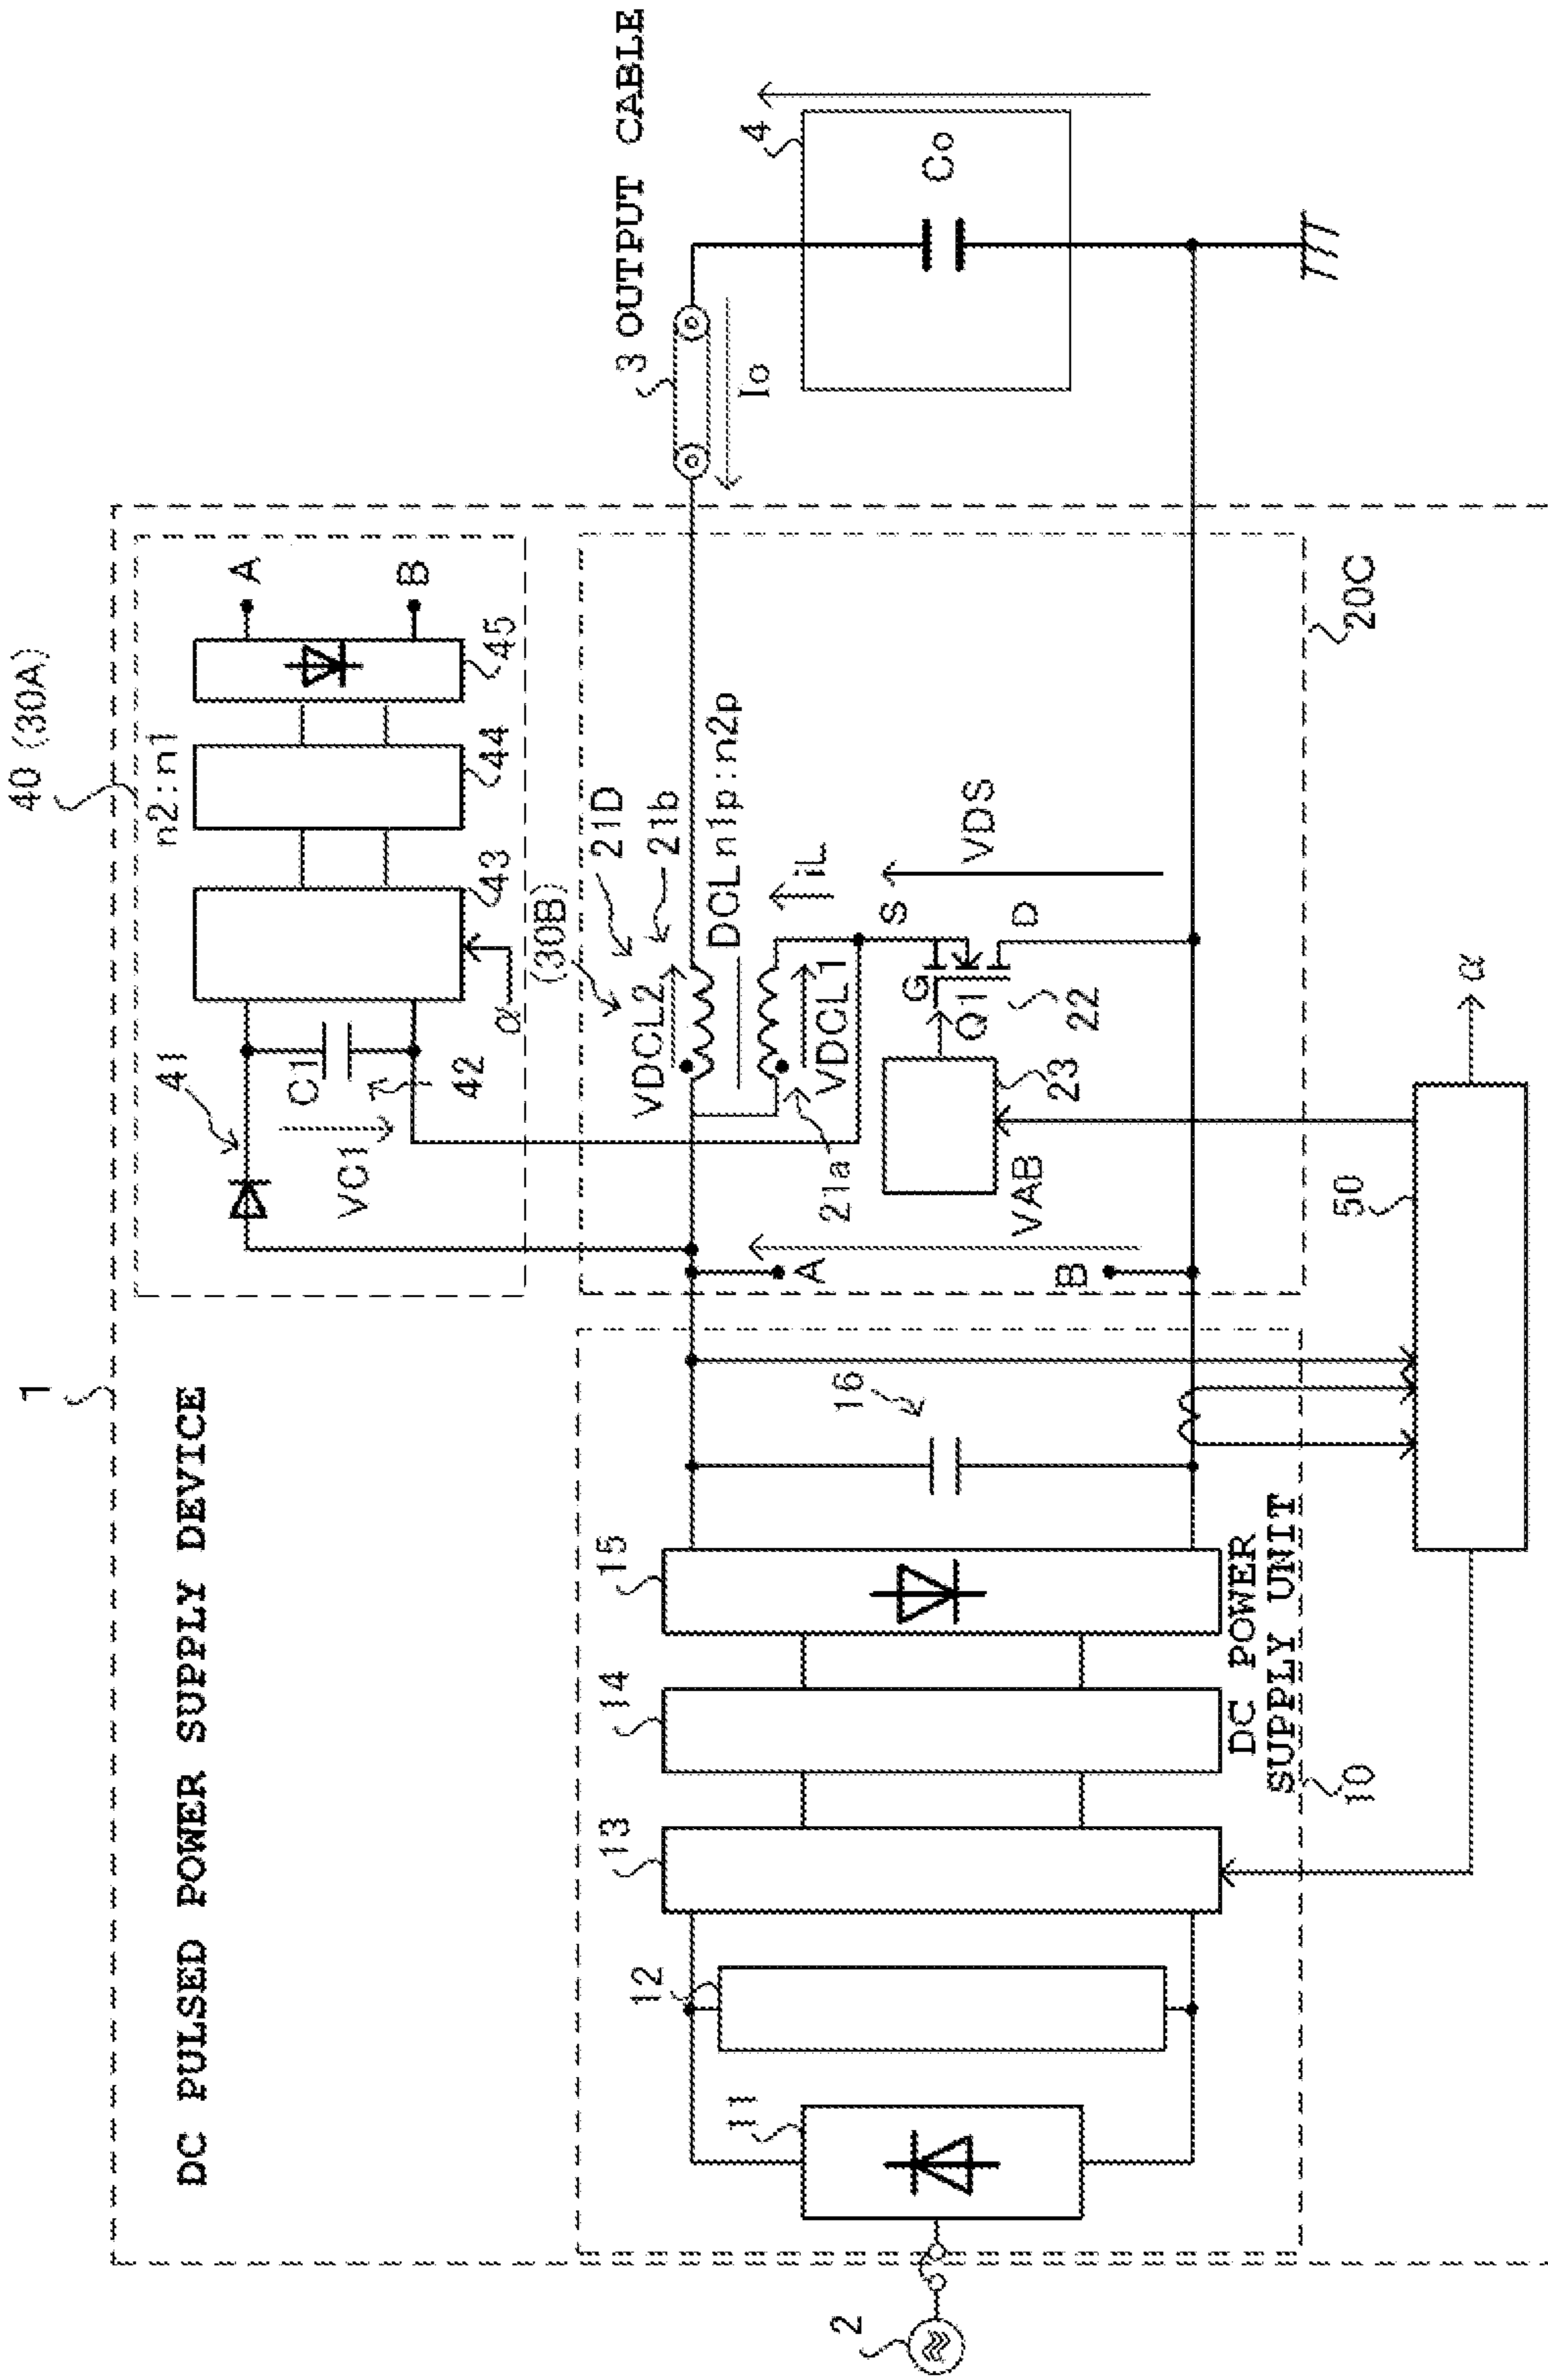 1
40 (30A)
DC PULSED POWER SUPPLY DEVICE
n2:n1
41
C1
VC1
42
α
43
44
45
A
B
3 OUTPUT CABLE
Io
4
Co
(30B)
21D
21b
VDCL2
DCLn1p:n2p
VDCL1
21a
iL
S
G
D
Q1
22
23
VDS
VAB
A
B
20C
2
11
12
13
14
15
16
DC POWER
SUPPLY UNIT
10
50
α